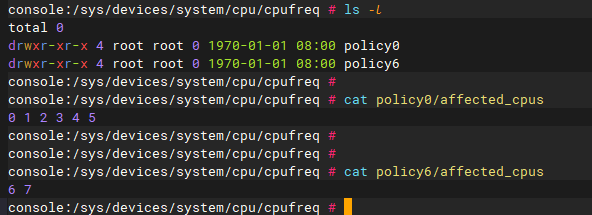 console:/sys/devices/system/cpu/cpufreq # ls -l
total 0
drwxr-xr-x 4 root root 0 1970-01-01 08:00 policy0
drwxr-xr-x 4 root root 0 1970-01-01 08:00 policy6
console:/sys/devices/system/cpu/cpufreq #
console:/sys/devices/system/cpu/cpufreq # cat policy0/affected_cpus
0 1 2 3 4 5
console:/sys/devices/system/cpu/cpufreq #
console:/sys/devices/system/cpu/cpufreq #
console:/sys/devices/system/cpu/cpufreq # cat policy6/affected_cpus
6 7
console:/sys/devices/system/cpu/cpufreq #